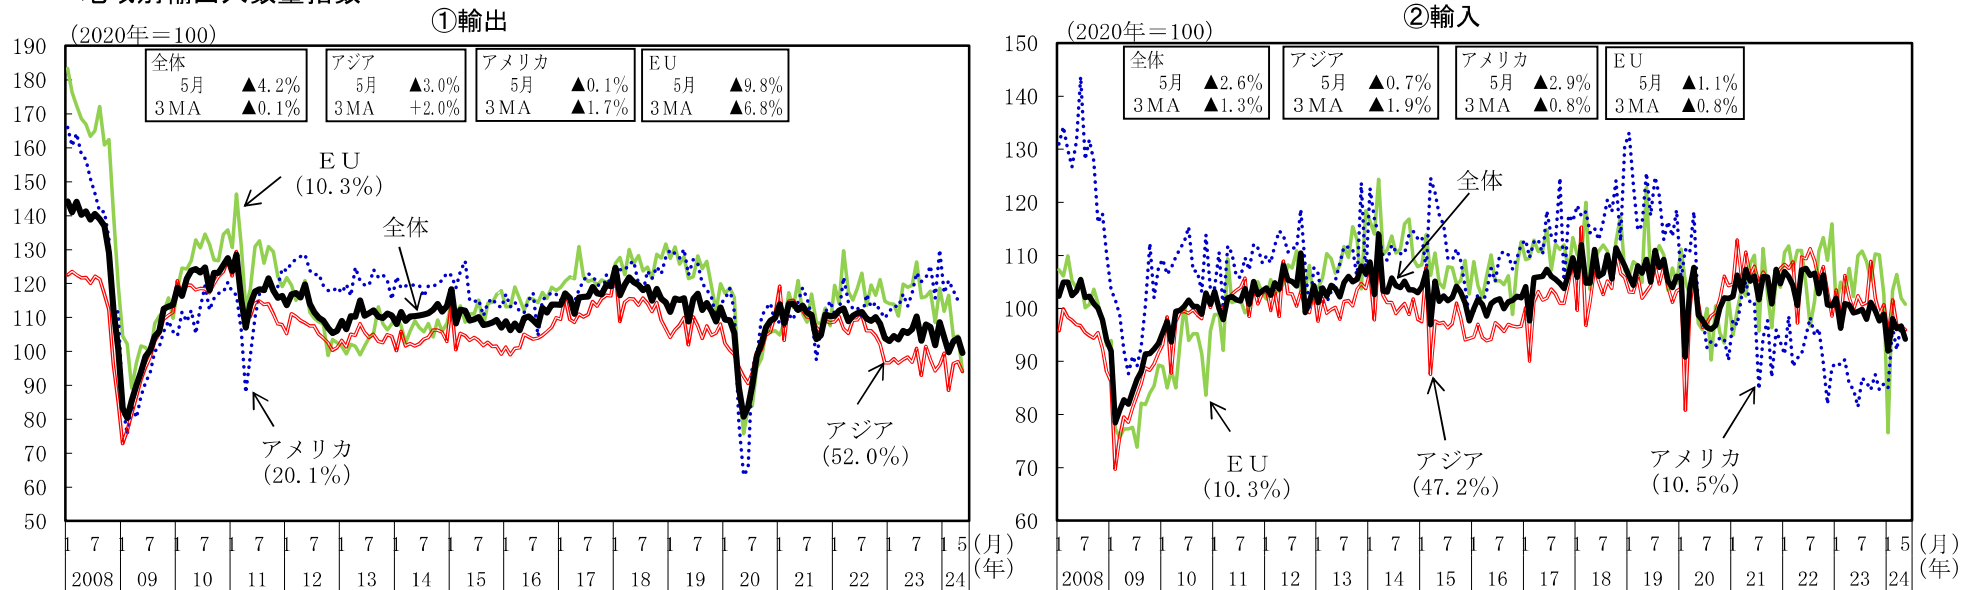 地域別輸出入数量指数
①輸出
(2020年＝100)
190
180
170
160
150
140
130
120
110
100
90
80
70
60
50
全体
5月 ▲4.2%
3MA ▲0.1%
アジア
5月 ▲3.0%
3MA +2.0%
アメリカ
5月 ▲0.1%
3MA ▲1.7%
EU
5月 ▲9.8%
3MA ▲6.8%
EU
(10.3%)
全体
アメリカ
(20.1%)
アジア
(52.0%)
1 7 1 7 1 7 1 7 1 7 1 7 1 7 1 7 1 7 1 7 1 7 1 7 1 7 1 7 1 7 1 7 1 5 (月)
2008 09 10 11 12 13 14 15 16 17 18 19 20 21 22 23 24 (年)
②輸入
(2020年＝100)
150
140
130
120
110
100
90
80
70
60
全体
5月 ▲2.6%
3MA ▲1.3%
アジア
5月 ▲0.7%
3MA ▲1.9%
アメリカ
5月 ▲2.9%
3MA ▲0.8%
EU
5月 ▲1.1%
3MA ▲0.8%
全体
EU
(10.3%)
アジア
(47.2%)
アメリカ
(10.5%)
1 7 1 7 1 7 1 7 1 7 1 7 1 7 1 7 1 7 1 7 1 7 1 7 1 7 1 7 1 7 1 7 1 5 (月)
2008 09 10 11 12 13 14 15 16 17 18 19 20 21 22 23 24 (年)